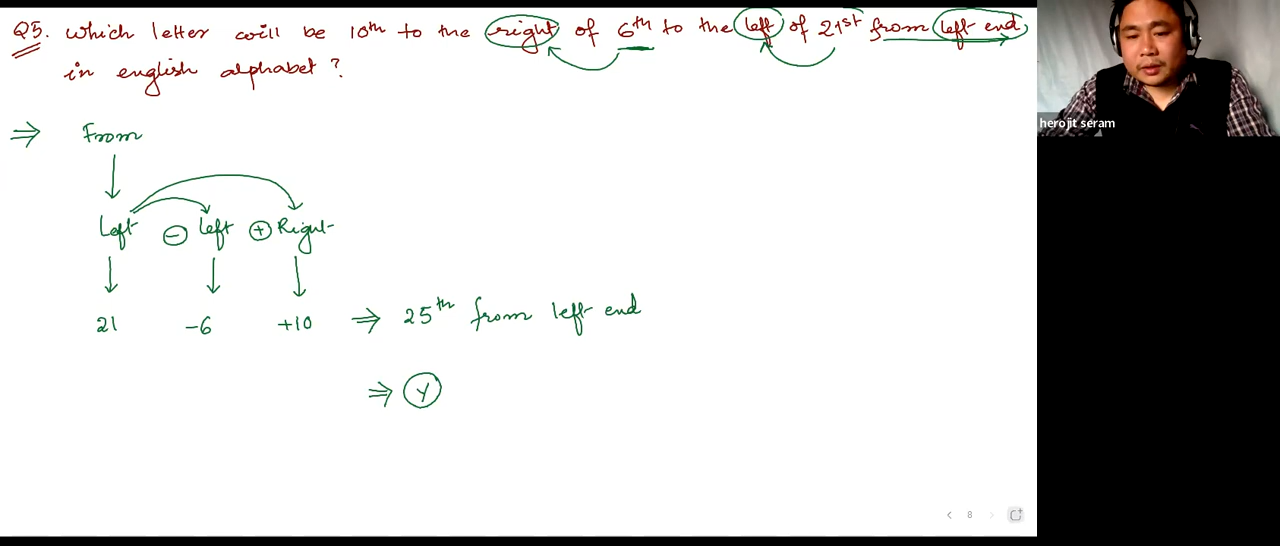 Q5. Which letter will be 10th to the right of 6th to the left of 21st from left end
in english alphabet ?
⇒ From
Left ⊖ Left ⊕ Right
21 -6 +10 ⇒ 25th from left end
⇒ Y
herojit seram
< 8 >